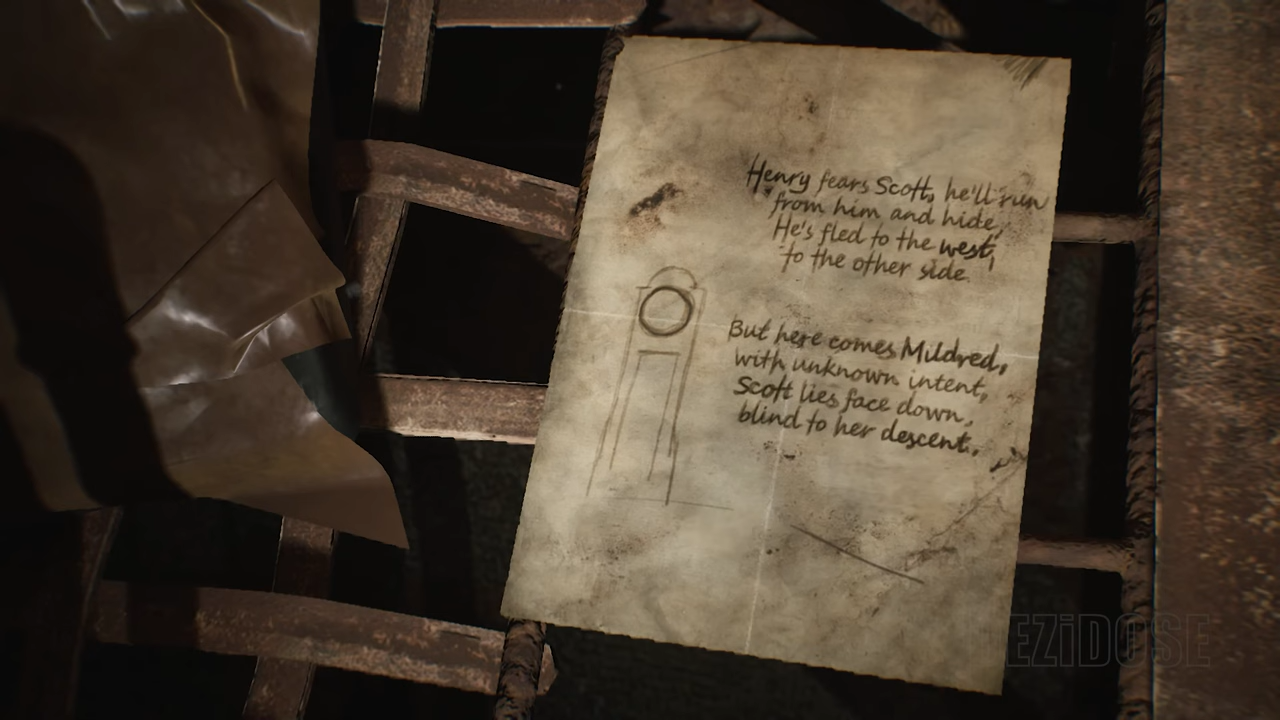 Henry fears Scott, he'll run
from him and hide,
He's fled to the west,
to the other side.
But here comes Mildred,
with unknown intent,
Scott lies face down,
blind to her descent.
EZiDOSE